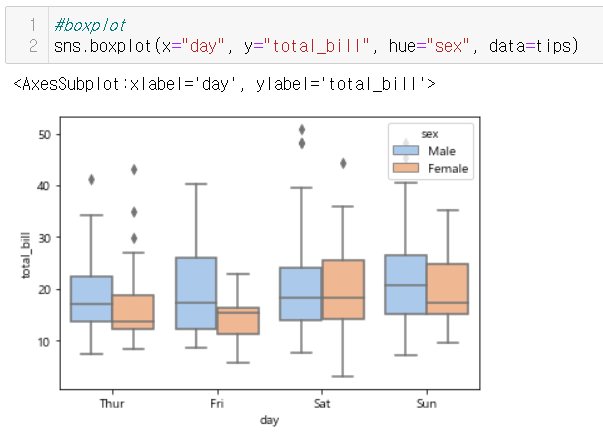 1 #boxplot
2 sns.boxplot(x="day", y="total_bill", hue="sex", data=tips)
<AxesSubplot:xlabel='day', ylabel='total_bill'>
sex
Male
Female
50
40
30
20
10
total_bill
Thur Fri Sat Sun
day